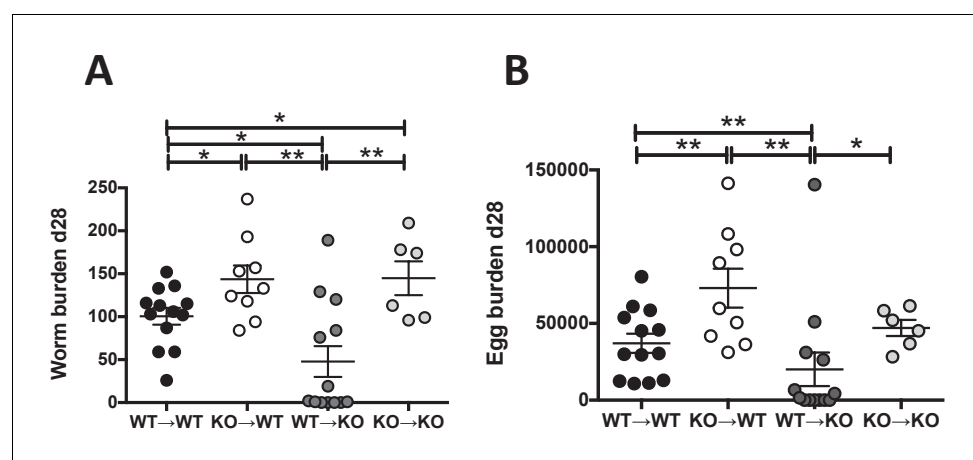 A
*
*
* ** **
Worm burden d28
250
200
150
100
50
0
WT→WT KO→WT WT→KO KO→KO
B
**
** ** *
Egg burden d28
150000
100000
50000
0
WT→WT KO→WT WT→KO KO→KO